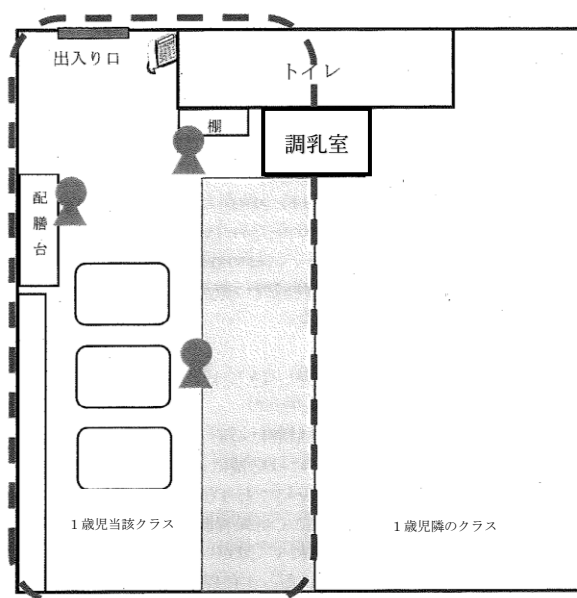 出入り口
トイレ
棚
調乳室
配膳台
1歳児当該クラス
1歳児隣のクラス